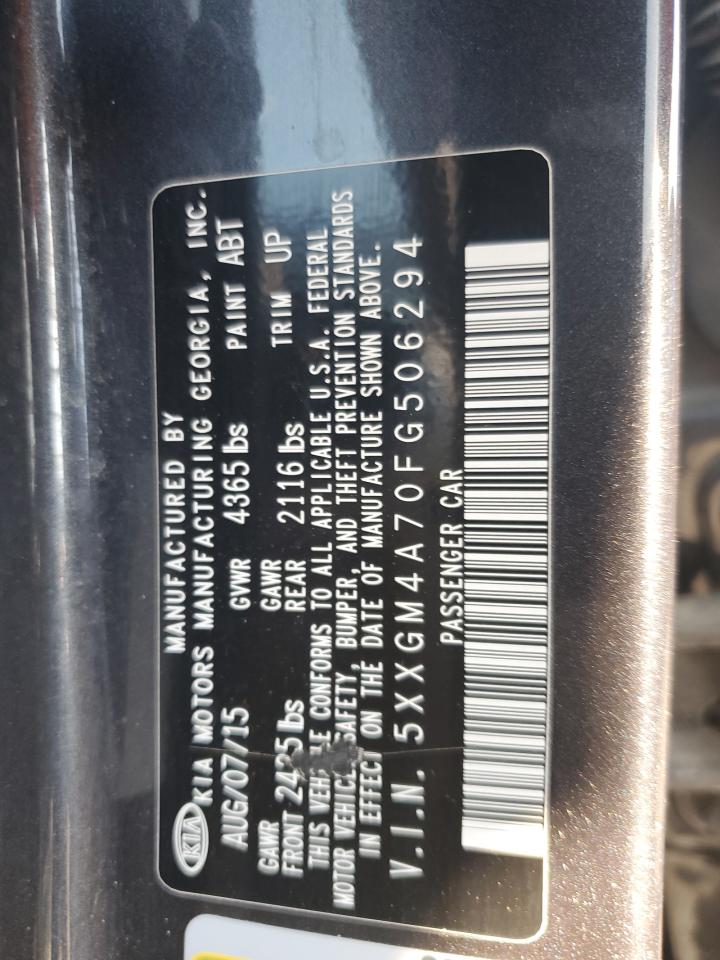 KIA
MANUFACTURED BY
KIA MOTORS MANUFACTURING GEORGIA, INC.
AUG/07/15 GVWR 4365 lbs PAINT ABT
GAWR GAWR
FRONT 2425 lbs REAR 2116 lbs TRIM UP
THIS CONFORMS TO ALL APPLICABLE U.S.A. FEDERAL
MOTOR SAFETY, BUMPER, AND THEFT PREVENTION STANDARDS
IN EFFECT ON THE DATE OF MANUFACTURE SHOWN ABOVE.
V.I.N. 5XXGM4A70FG506294
PASSENGER CAR